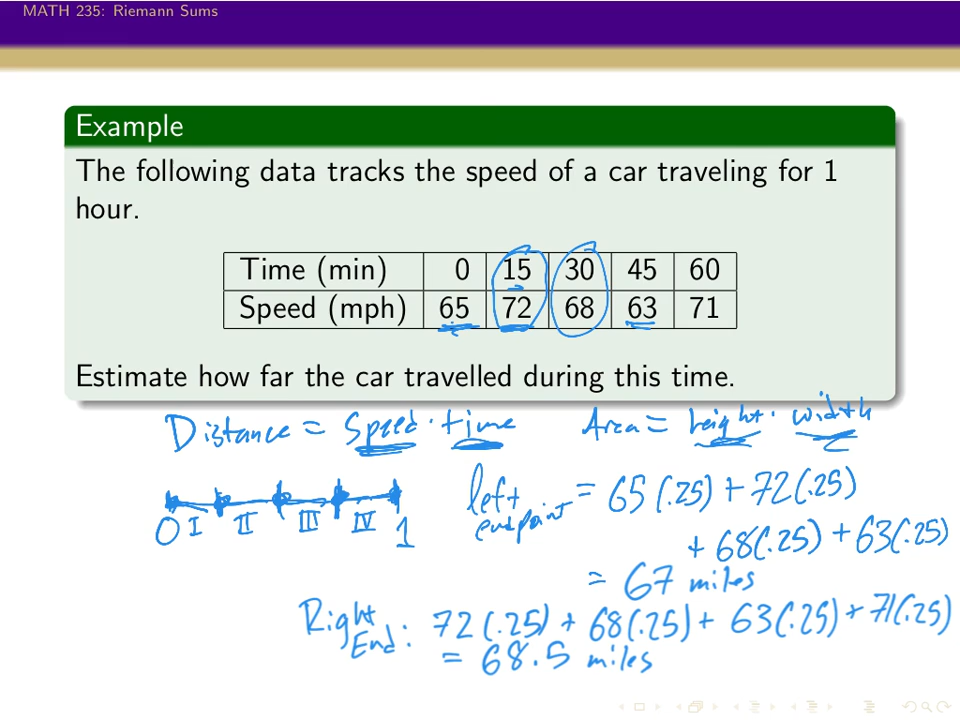 MATH 235: Riemann Sums
Example
The following data tracks the speed of a car traveling for 1
hour.
Time (min) 0 15 30 45 60
Speed (mph) 65 72 68 63 71
Estimate how far the car travelled during this time.
Distance = Speed · time Area = height · width
0 I II III IV 1
left endpoint = 65(.25) + 72(.25)
+ 68(.25) + 63(.25)
= 67 miles
Right End: 72(.25) + 68(.25) + 63(.25) + 71(.25)
= 68.5 miles